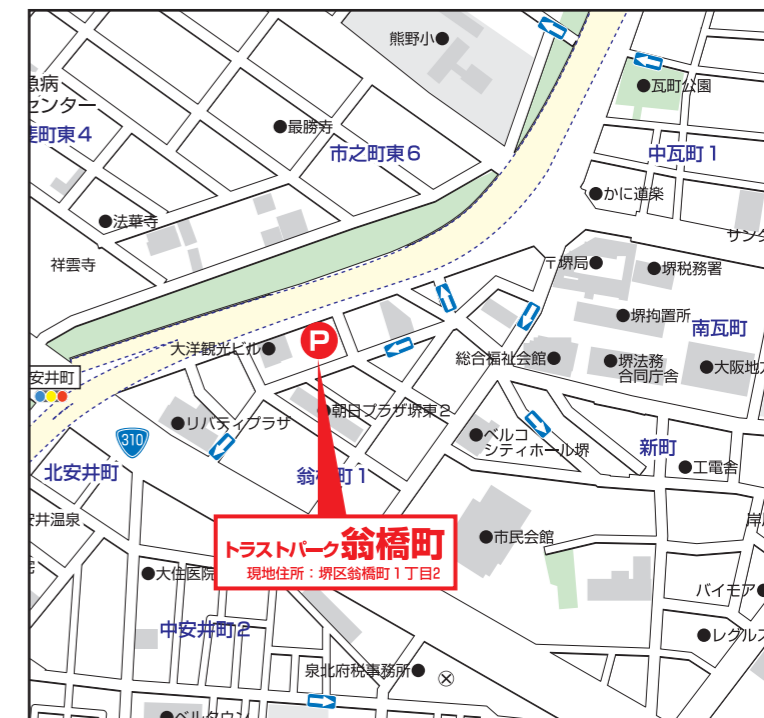 熊野小
瓦町公園
急病
センター
最勝寺
町東4
市之町東6
中瓦町1
かに道楽
法華寺
祥雲寺
〒堺局
堺税務署
サンタ
堺拘置所
南瓦町
大洋観光ビル
P
総合福祉会館
堺法務
合同庁舎
大阪地
安井町
リバティプラザ
朝日プラザ堺東2
310
ベルコ
シティホール堺
新町
北安井町
翁橋町1
工電舎
安井温泉
トラストパーク翁橋町
現地住所：堺区翁橋町1丁目2
市民会館
岸
大住医院
バイモア
中安井町2
レグルス
泉北府税事務所
ベルタウン